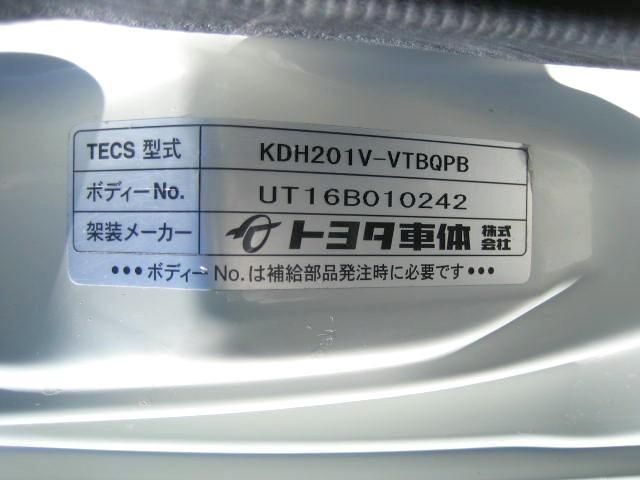 TECS 型式 KDH201V-VTBQPB
ボディーNo. UT16B010242
架装メーカー トヨタ車体 株式会社
•••ボディーNo.は補給部品発注時に必要です•••